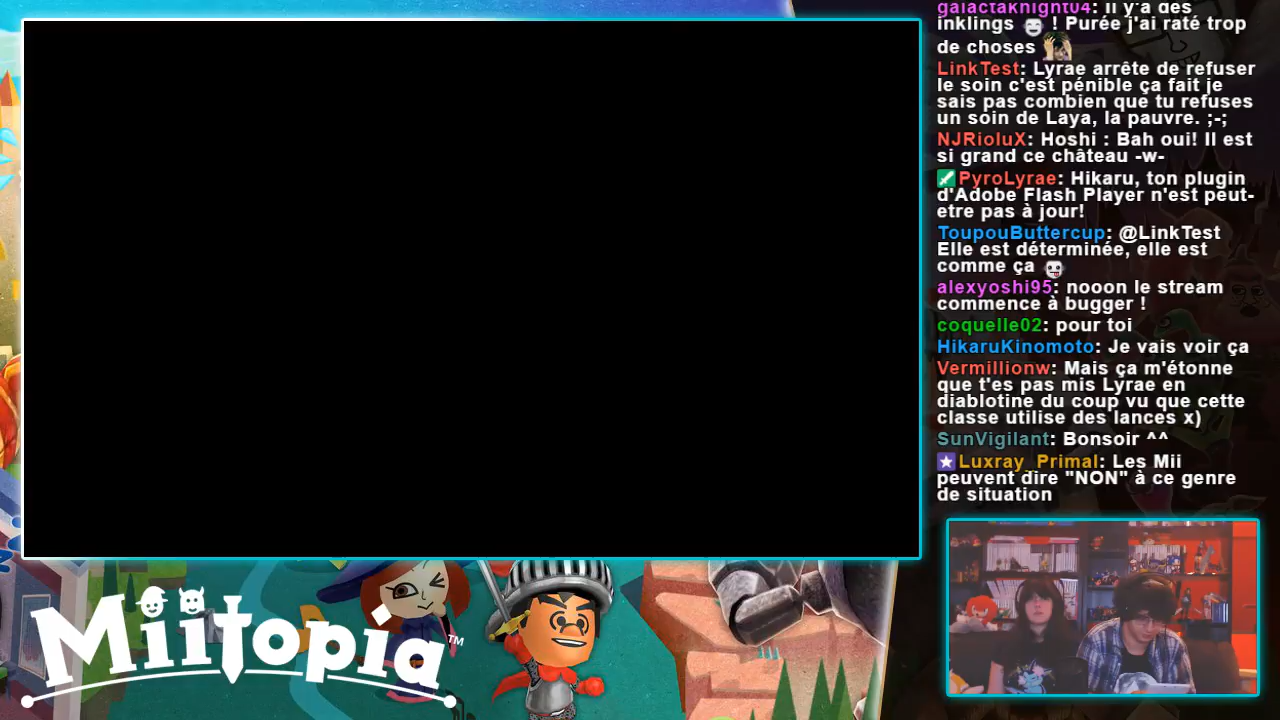 galactaknight04: Il y'a des
inklings ! Purée j'ai raté trop
de choses
LinkTest: Lyrae arrête de refuser
le soin c'est pénible ça fait je
sais pas combien que tu refuses
un soin de Laya, la pauvre. ;-;
NJRioluX: Hoshi : Bah oui! Il est
si grand ce château -w-
PyroLyrae: Hikaru, ton plugin
d'Adobe Flash Player n'est peut-
etre pas à jour!
ToupouButtercup: @LinkTest
Elle est déterminée, elle est
comme ça
alexyoshi95: nooon le stream
commence à bugger !
coquelle02: pour toi
HikaruKinomoto: Je vais voir ça
Vermillionw: Mais ça m'étonne
que t'es pas mis Lyrae en
diablotine du coup vu que cette
classe utilise des lances x)
SunVigilant: Bonsoir ^^
Luxray_Primal: Les Mii
peuvent dire "NON" à ce genre
de situation
Miitopia™